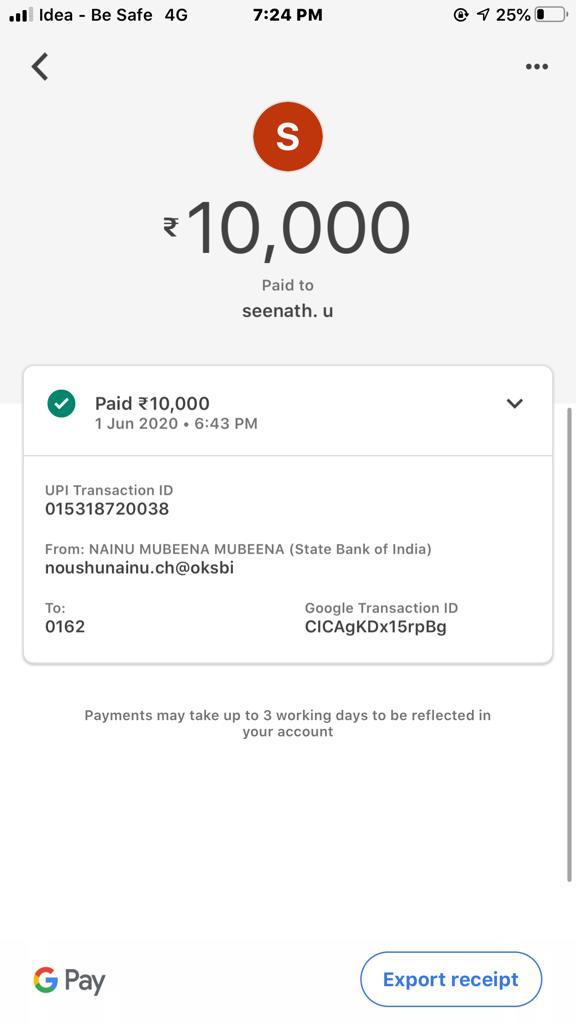 Idea - Be Safe 4G 7:24 PM 25%
S
₹10,000
Paid to
seenath. u
Paid ₹10,000
1 Jun 2020 • 6:43 PM
UPI Transaction ID
015318720038
From: NAINU MUBEENA MUBEENA (State Bank of India)
noushunainu.ch@oksbi
To:
0162
Google Transaction ID
CICAgKDx15rpBg
Payments may take up to 3 working days to be reflected in
your account
G Pay
Export receipt